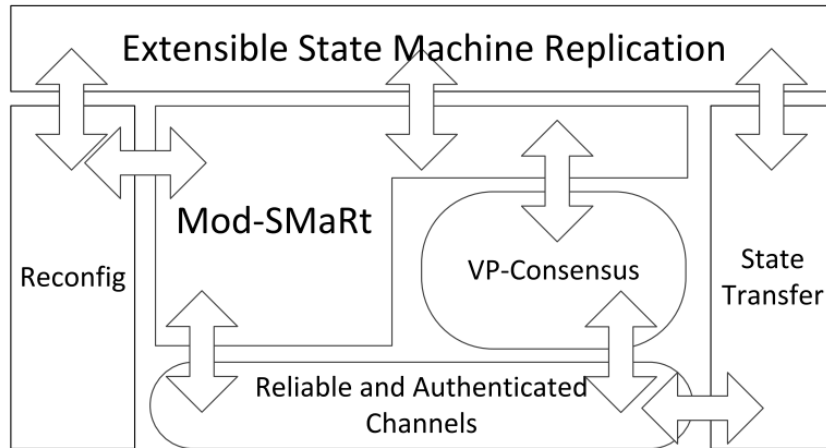 Extensible State Machine Replication
Mod-SMaRt
Reconfig
VP-Consensus
State
Transfer
Reliable and Authenticated
Channels